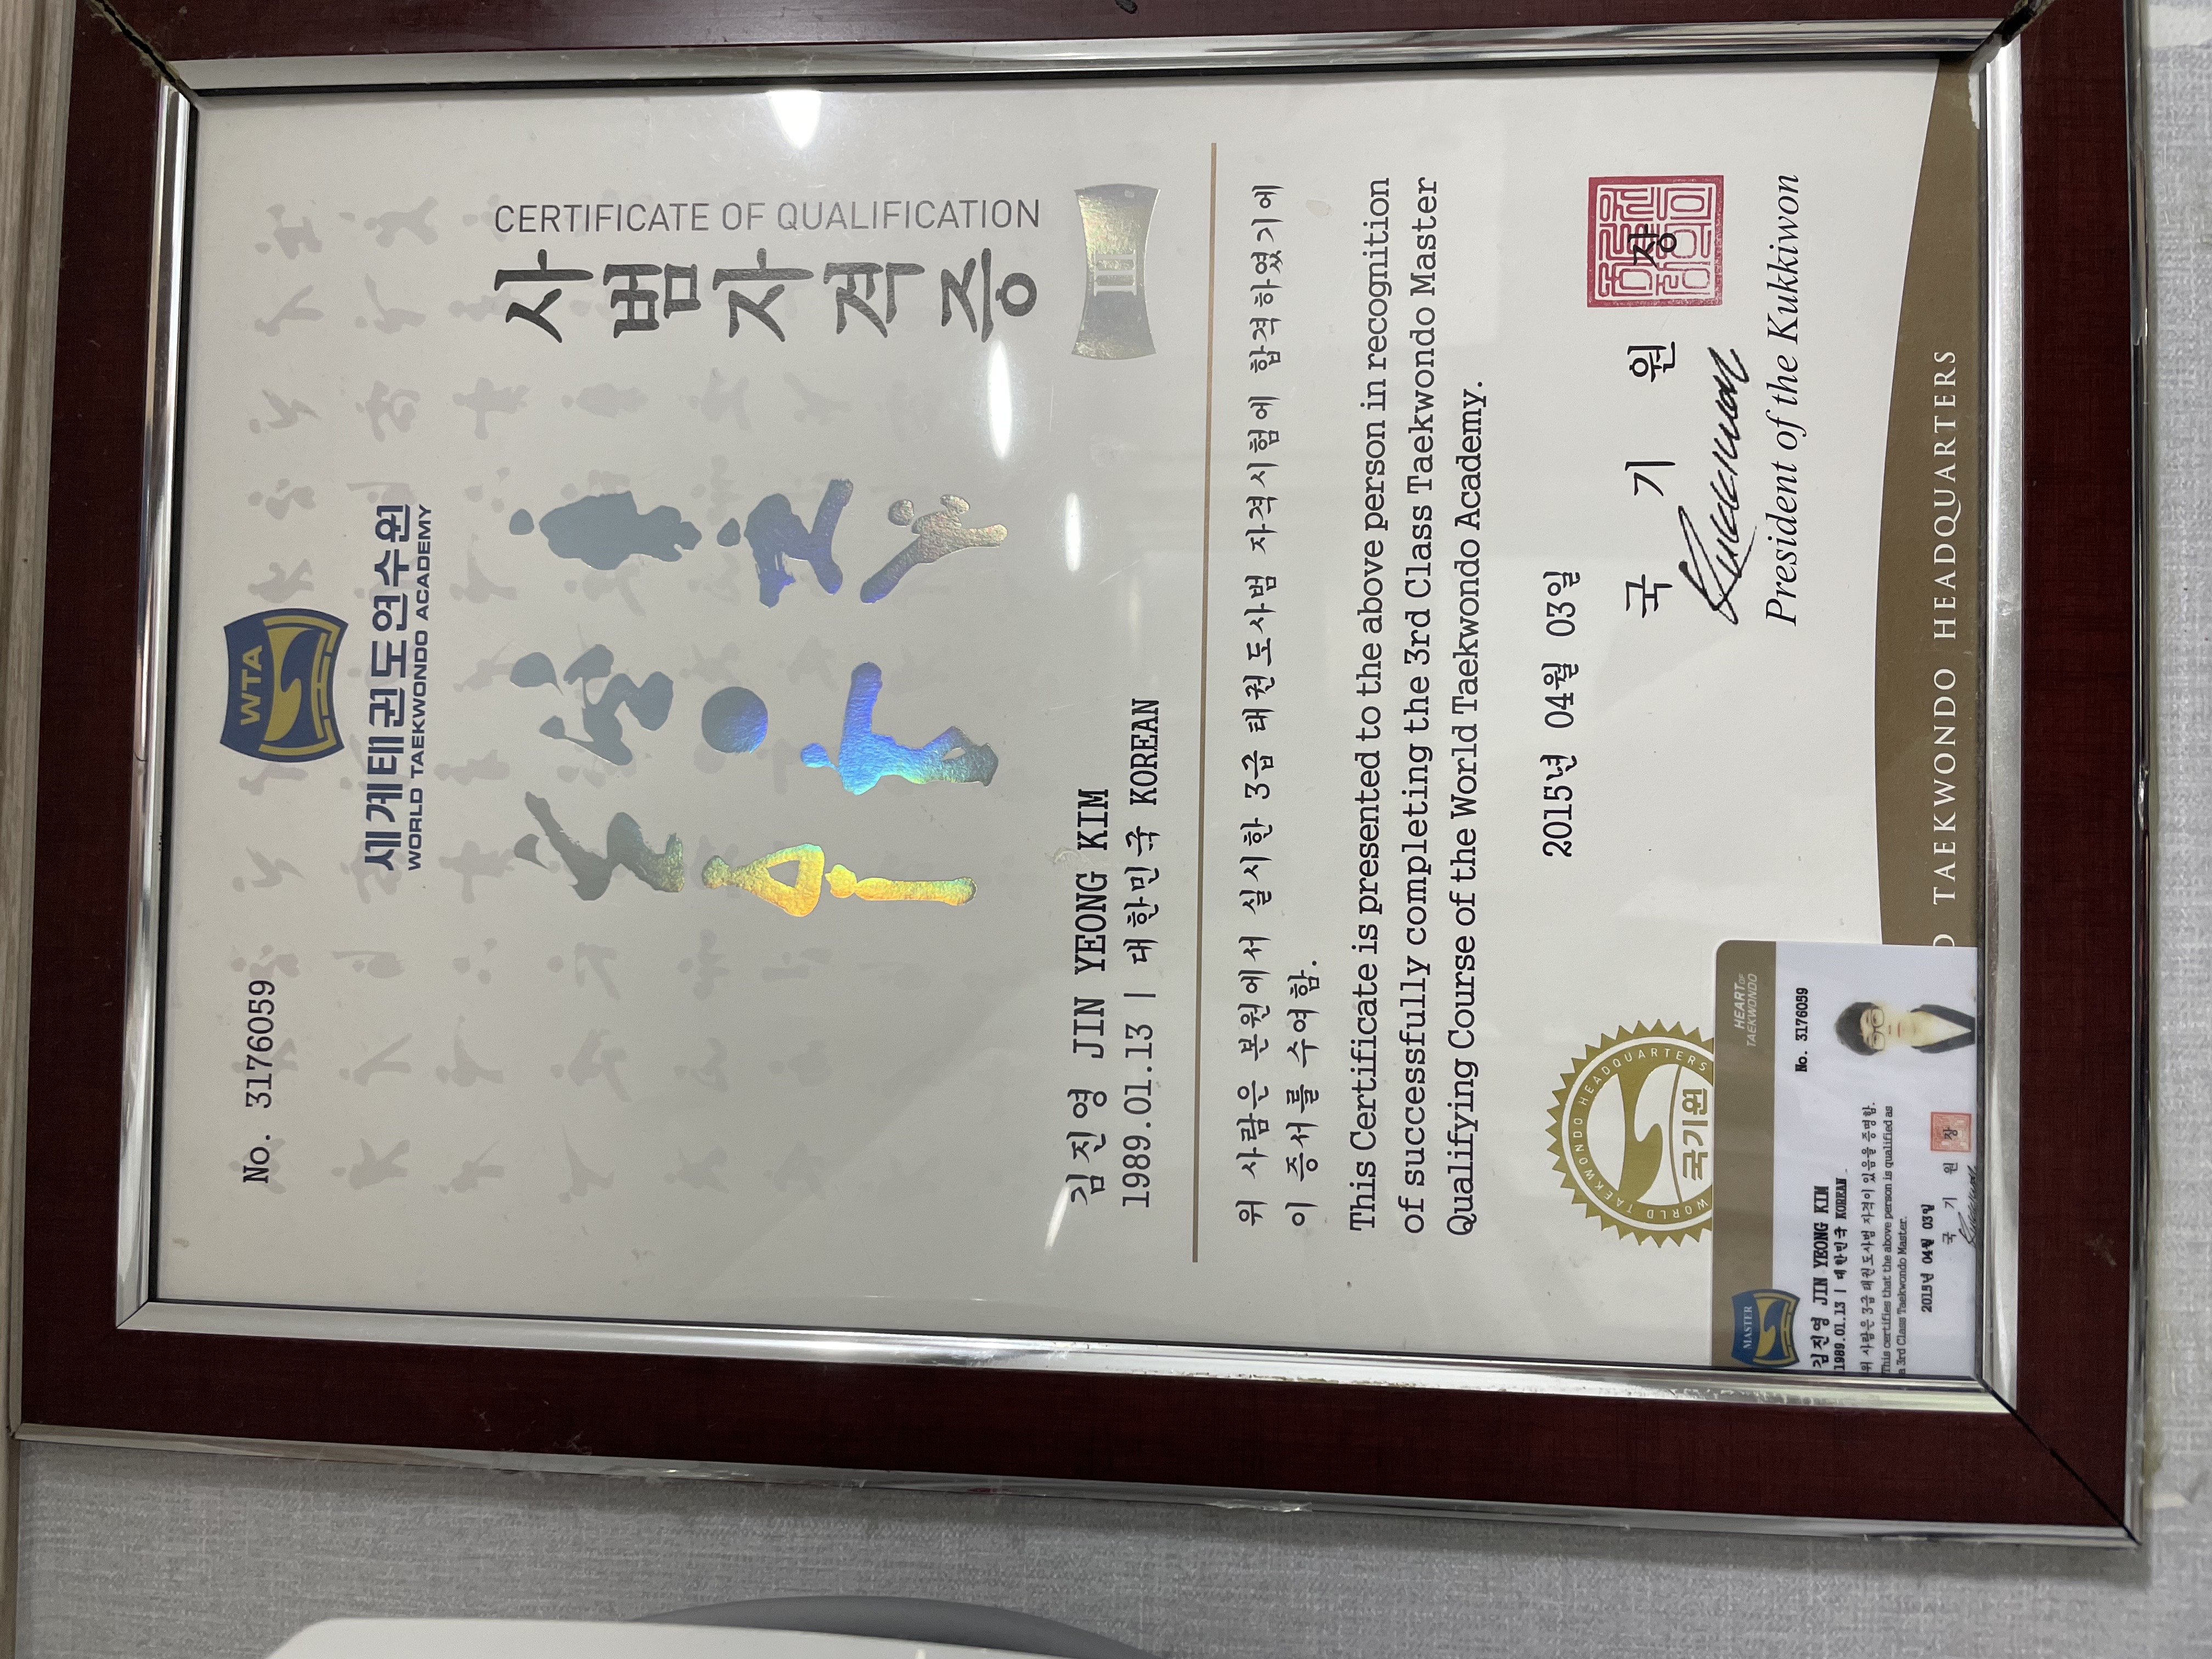 No. 3176059
WTA
세계태권도연수원
WORLD TAEKWONDO ACADEMY
CERTIFICATE OF QUALIFICATION
사범자격증
III
김진영 JIN YEONG KIM
1989.01.13 | 대한민국 KOREAN
위 사람은 본원에서 실시한 3급 태권도사범 자격시험에 합격하였기에
이 증서를 수여함.
This Certificate is presented to the above person in recognition
of successfully completing the 3rd Class Taekwondo Master
Qualifying Course of the World Taekwondo Academy.
2015년 04월 03일
국 기 원 장
President of the Kukkiwon
WORLD TAEKWONDO HEADQUARTERS
국기원
TAEKWONDO HEADQUARTERS
MASTER
HEART OF
TAEKWONDO
No. 3176059
김진영 JIN YEONG KIM
1989.01.13 | 대한민국 KOREAN
위 사람은 3급 태권도사범 자격이 있음을 증명함.
This certifies that the above person is qualified as
a 3rd Class Taekwondo Master.
2015년 04월 03일
국 기 원 장